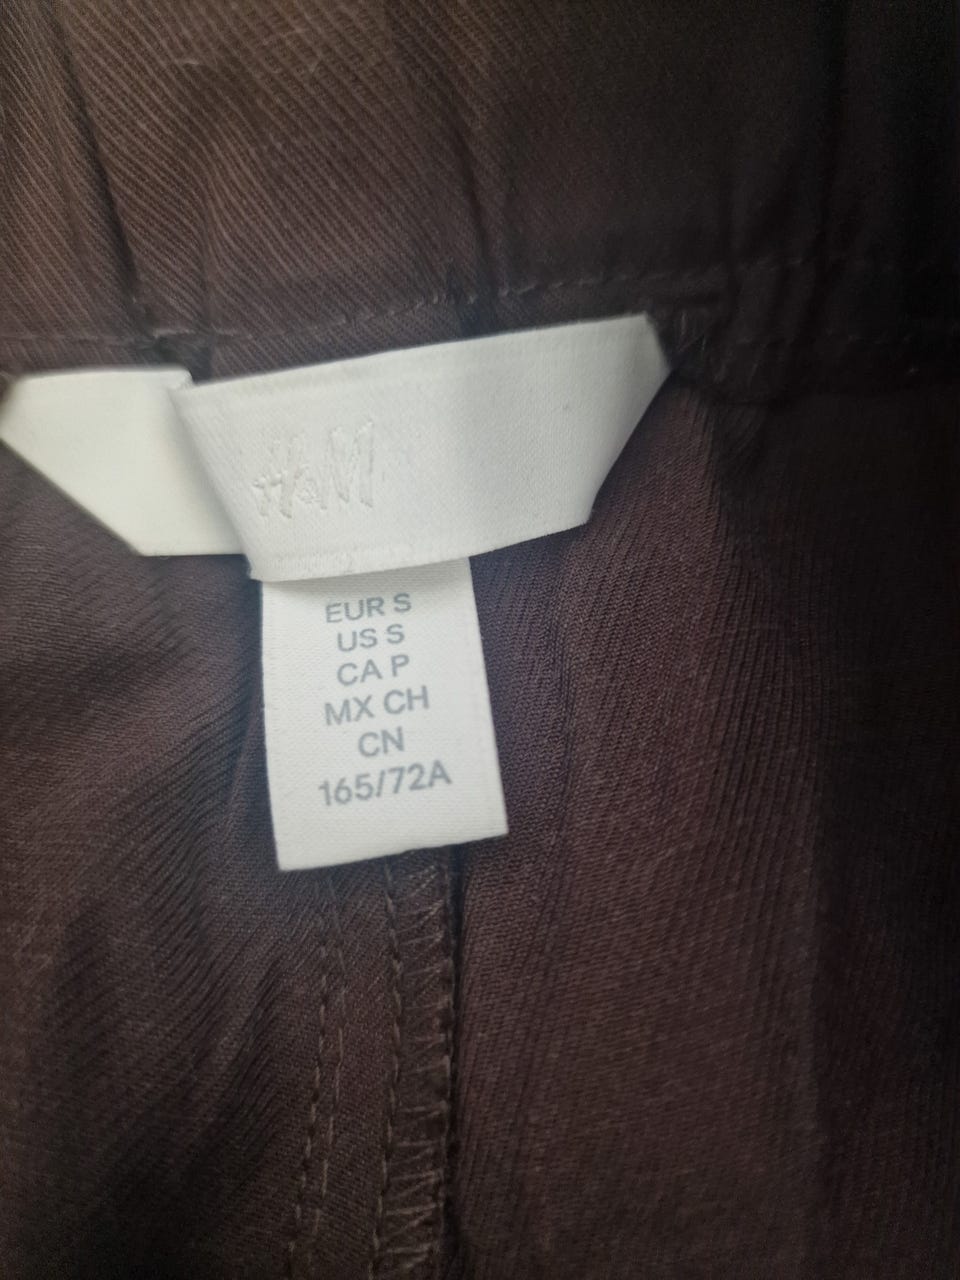 H&M
EUR S
US S
CA P
MX CH
CN
165/72A